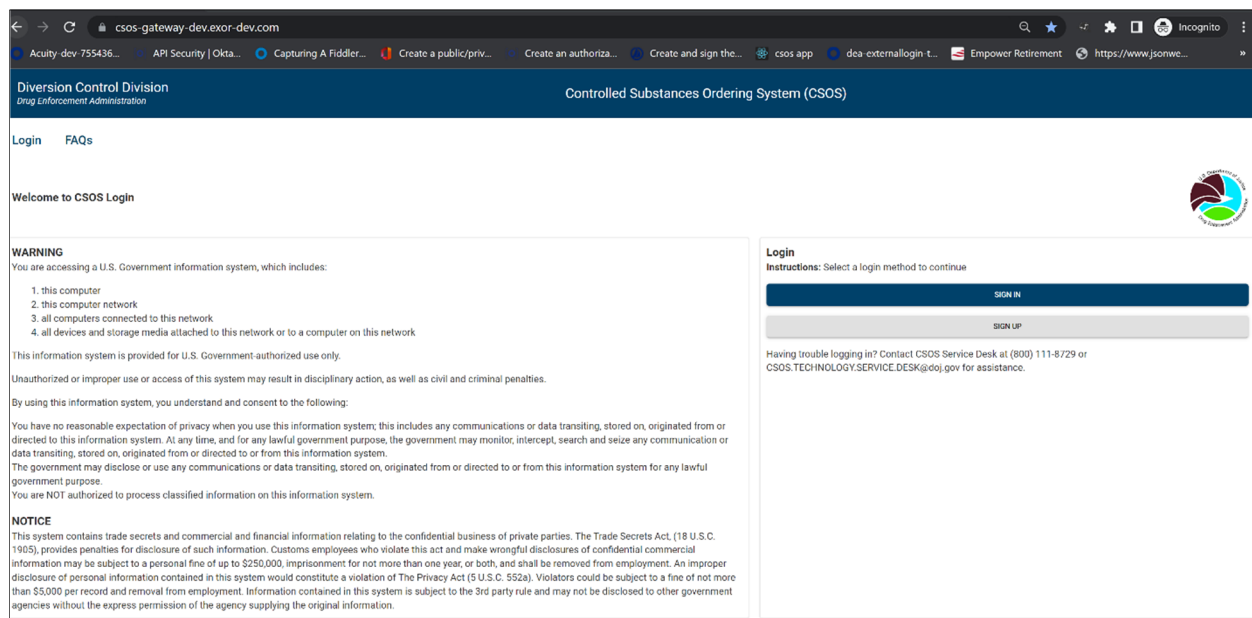 csos-gateway-dev.exor-dev.com
Incognito
Acuity-dev-755436...
API Security | Okta...
Capturing A Fiddler...
Create a public/priv...
Create an authoriza...
Create and sign the...
csos app
dea-externallogin-t...
Empower Retirement
https://www.jsonwe...
»
Diversion Control Division
Drug Enforcement Administration
Controlled Substances Ordering System (CSOS)
Login
FAQs
Welcome to CSOS Login
U.S. Department of Justice
Drug Enforcement Administration
WARNING
You are accessing a U.S. Government information system, which includes:
1. this computer
2. this computer network
3. all computers connected to this network
4. all devices and storage media attached to this network or to a computer on this network
This information system is provided for U.S. Government-authorized use only.
Unauthorized or improper use or access of this system may result in disciplinary action, as well as civil and criminal penalties.
By using this information system, you understand and consent to the following:
You have no reasonable expectation of privacy when you use this information system; this includes any communications or data transiting, stored on, originated from or
directed to this information system. At any time, and for any lawful government purpose, the government may monitor, intercept, search and seize any communication or
data transiting, stored on, originated from or directed to or from this information system.
The government may disclose or use any communications or data transiting, stored on, originated from or directed to or from this information system for any lawful
government purpose.
You are NOT authorized to process classified information on this information system.
NOTICE
This system contains trade secrets and commercial and financial information relating to the confidential business of private parties. The Trade Secrets Act, (18 U.S.C.
1905), provides penalties for disclosure of such information. Customs employees who violate this act and make wrongful disclosures of confidential commercial
information may be subject to a personal fine of up to $250,000, imprisonment for not more than one year, or both, and shall be removed from employment. An improper
disclosure of personal information contained in this system would constitute a violation of The Privacy Act (5 U.S.C. 552a). Violators could be subject to a fine of not more
than $5,000 per record and removal from employment. Information contained in this system is subject to the 3rd party rule and may not be disclosed to other government
agencies without the express permission of the agency supplying the original information.
Login
Instructions: Select a login method to continue
SIGN IN
SIGN UP
Having trouble logging in? Contact CSOS Service Desk at (800) 111-8729 or
CSOS.TECHNOLOGY.SERVICE.DESK@doj.gov for assistance.